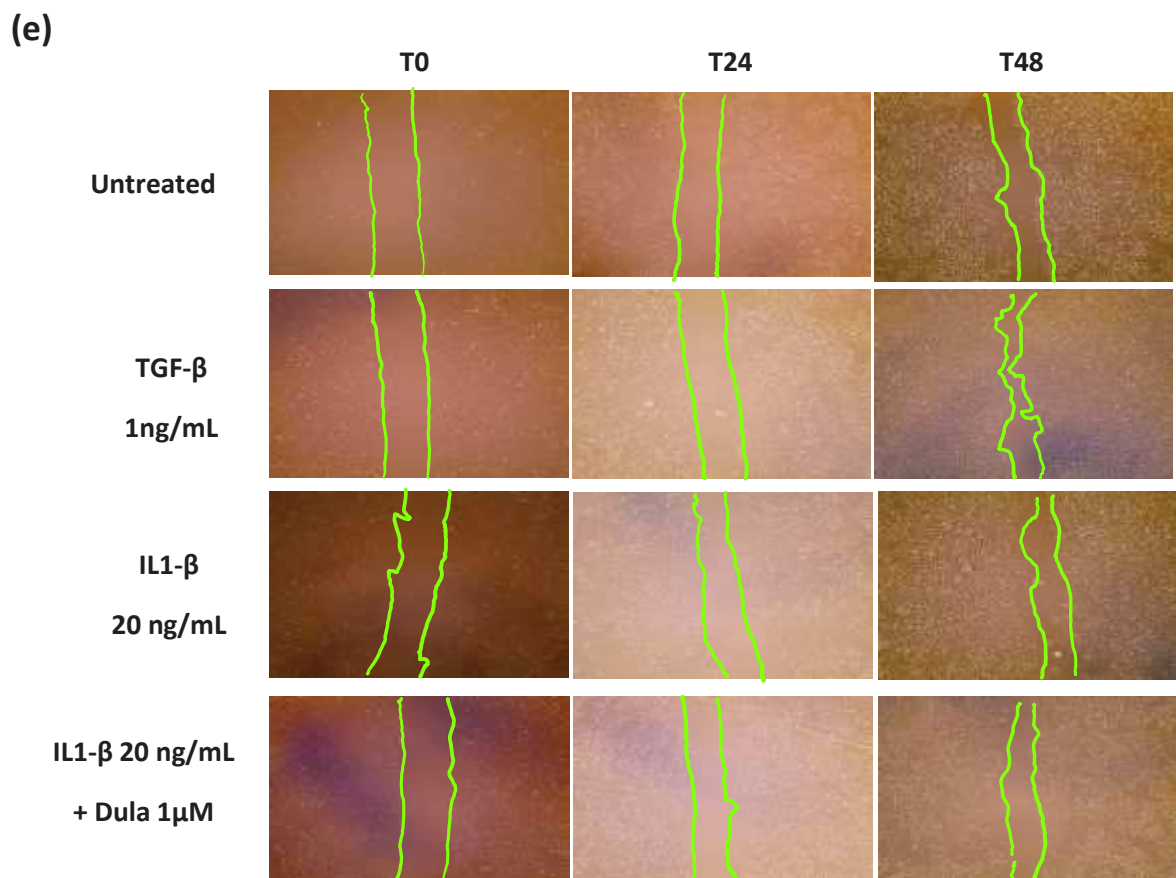 (e)
T0 T24 T48
Untreated
TGF-β
1ng/mL
IL1-β
20 ng/mL
IL1-β 20 ng/mL
+ Dula 1µM